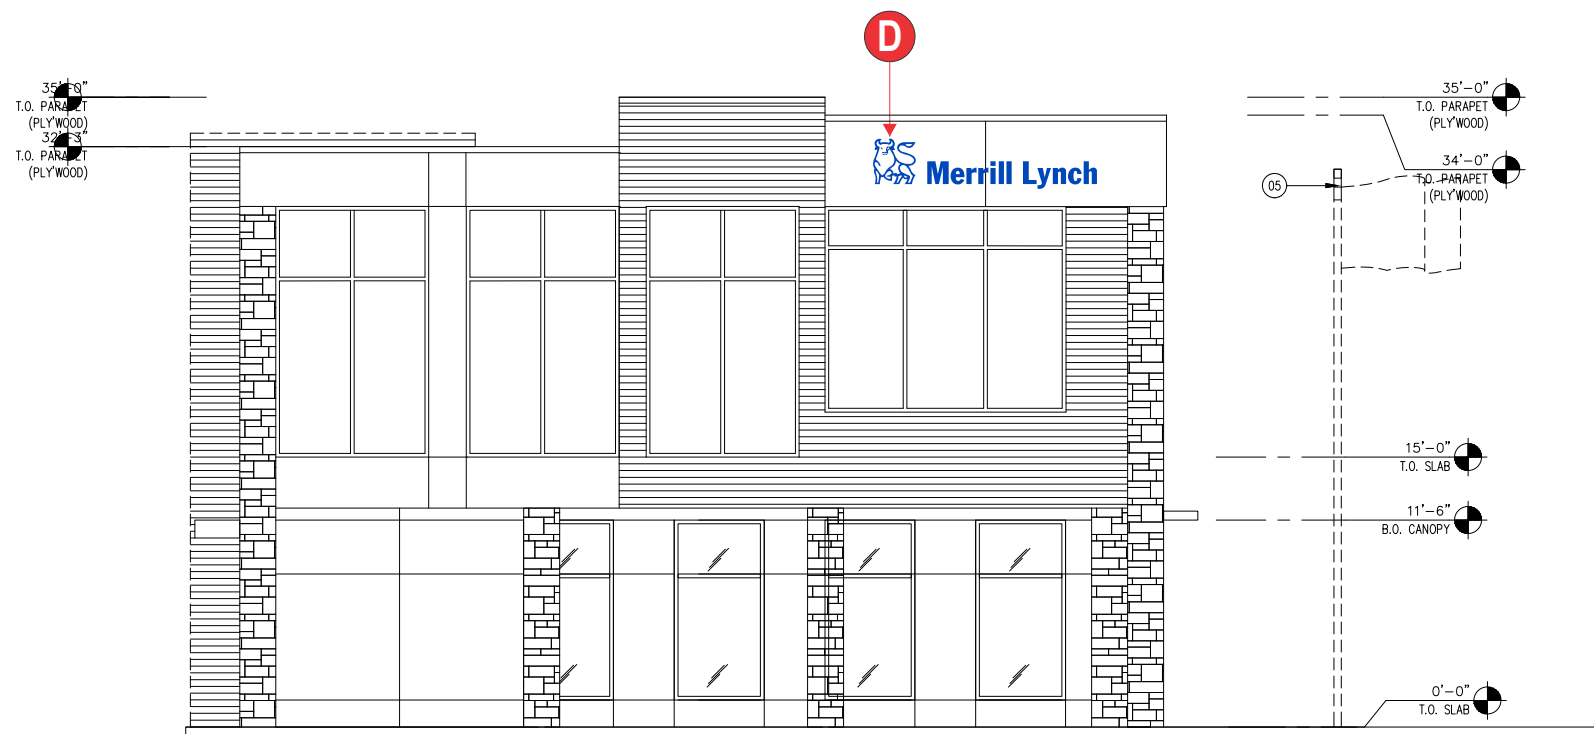 D
35'-0"
T.O. PARAPET
(PLY'WOOD)
32'-3"
T.O. PARAPET
(PLY'WOOD)
Merrill Lynch
35'-0"
T.O. PARAPET
(PLY'WOOD)
34'-0"
T.O. PARAPET
(PLY'WOOD)
05
15'-0"
T.O. SLAB
11'-6"
B.O. CANOPY
0'-0"
T.O. SLAB